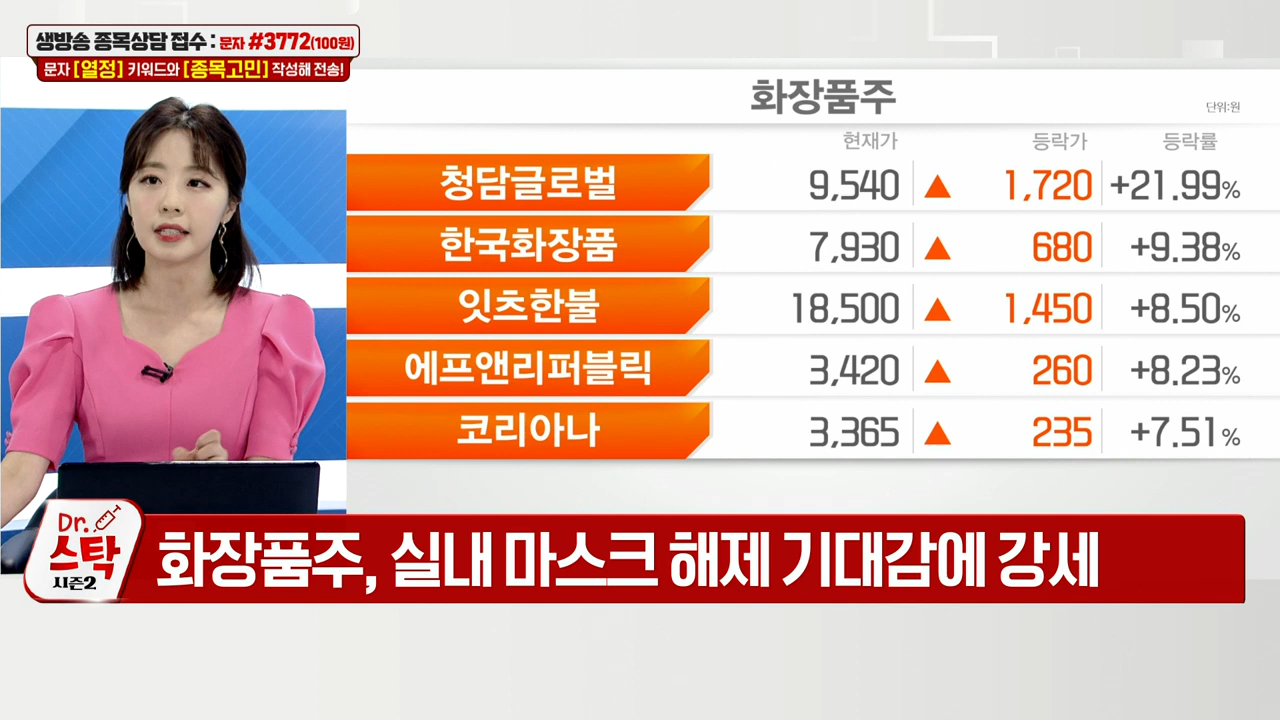 생방송 종목상담 접수 : 문자 #3772(100원)
문자 [열정] 키워드와 [종목고민] 작성해 전송!
화장품주
단위:원
현재가 등락가 등락률
청담글로벌 9,540 ▲ 1,720 +21.99%
한국화장품 7,930 ▲ 680 +9.38%
잇츠한불 18,500 ▲ 1,450 +8.50%
에프앤리퍼블릭 3,420 ▲ 260 +8.23%
코리아나 3,365 ▲ 235 +7.51%
Dr.
스탁
시즌2
화장품주, 실내 마스크 해제 기대감에 강세